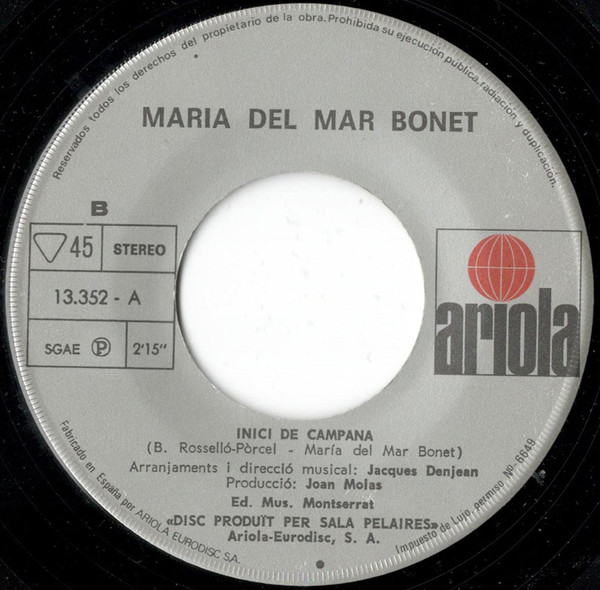 Reservados todos los derechos del propietario de la obra. Prohibida su ejecución pública, radiación y duplicación.
MARIA DEL MAR BONET
B
45 STEREO
13.352 - A
SGAE Ⓟ 2'15"
ariola
INICI DE CAMPANA
(B. Rosselló-Pòrcel - María del Mar Bonet)
Arranjaments i direcció musical: Jacques Denjean
Producció: Joan Molas
Ed. Mus. Montserrat
«DISC PRODUÏT PER SALA PELAIRES»
Ariola-Eurodisc, S. A.
Fabricado en España por ARIOLA EURODISC S.A.
Impuesto de Lujo, permiso Nº. 6649